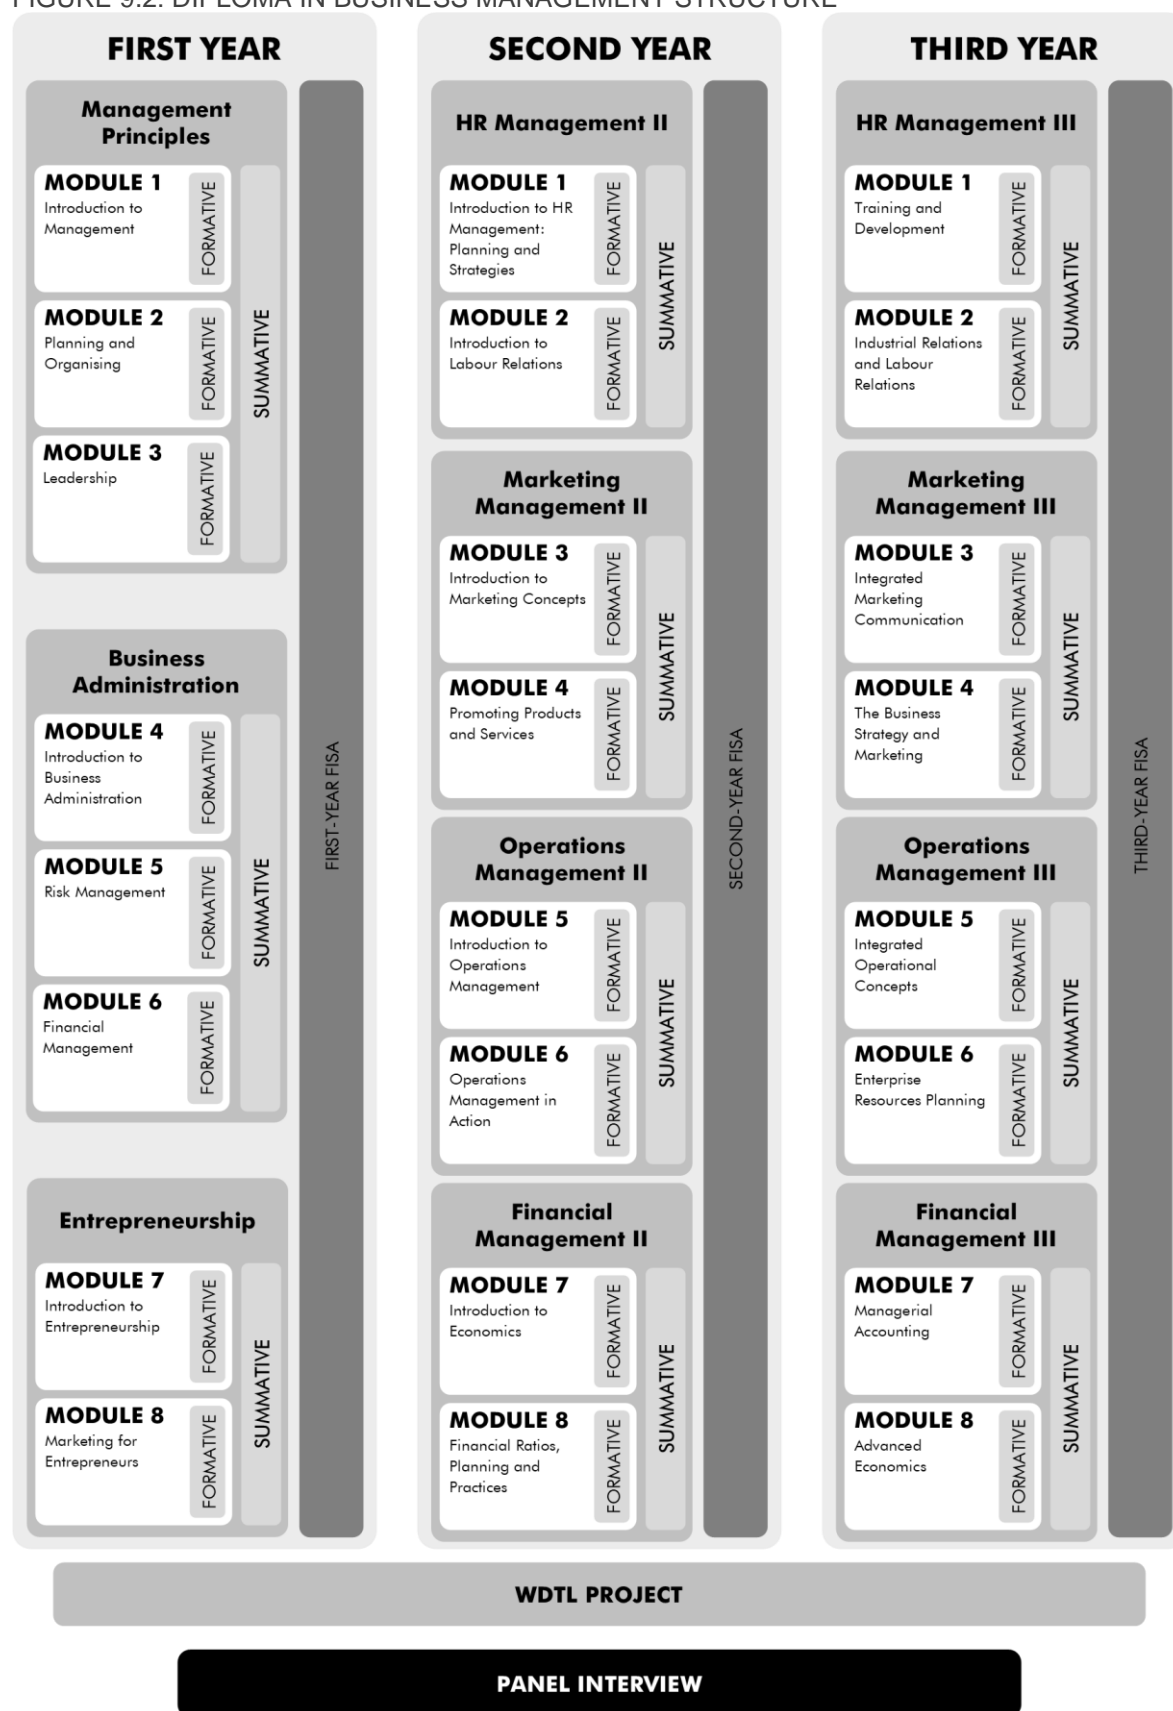 FIGURE 9.2: DIPLOMA IN BUSINESS MANAGEMENT STRUCTURE
FIRST YEAR
Management
Principles
MODULE 1
Introduction to
Management
FORMATIVE
MODULE 2
Planning and
Organising
FORMATIVE
MODULE 3
Leadership
FORMATIVE
SUMMATIVE
Business
Administration
MODULE 4
Introduction to
Business
Administration
FORMATIVE
MODULE 5
Risk Management
FORMATIVE
MODULE 6
Financial
Management
FORMATIVE
SUMMATIVE
Entrepreneurship
MODULE 7
Introduction to
Entrepreneurship
FORMATIVE
MODULE 8
Marketing for
Entrepreneurs
FORMATIVE
SUMMATIVE
FIRST-YEAR FISA
SECOND YEAR
HR Management II
MODULE 1
Introduction to HR
Management:
Planning and
Strategies
FORMATIVE
MODULE 2
Introduction to
Labour Relations
FORMATIVE
SUMMATIVE
Marketing
Management II
MODULE 3
Introduction to
Marketing Concepts
FORMATIVE
MODULE 4
Promoting Products
and Services
FORMATIVE
SUMMATIVE
Operations
Management II
MODULE 5
Introduction to
Operations
Management
FORMATIVE
MODULE 6
Operations
Management in
Action
FORMATIVE
SUMMATIVE
Financial
Management II
MODULE 7
Introduction to
Economics
FORMATIVE
MODULE 8
Financial Ratios,
Planning and
Practices
FORMATIVE
SUMMATIVE
SECOND-YEAR FISA
THIRD YEAR
HR Management III
MODULE 1
Training and
Development
FORMATIVE
MODULE 2
Industrial Relations
and Labour
Relations
FORMATIVE
SUMMATIVE
Marketing
Management III
MODULE 3
Integrated
Marketing
Communication
FORMATIVE
MODULE 4
The Business
Strategy and
Marketing
FORMATIVE
SUMMATIVE
Operations
Management III
MODULE 5
Integrated
Operational
Concepts
FORMATIVE
MODULE 6
Enterprise
Resources Planning
FORMATIVE
SUMMATIVE
Financial
Management III
MODULE 7
Managerial
Accounting
FORMATIVE
MODULE 8
Advanced
Economics
FORMATIVE
SUMMATIVE
THIRD-YEAR FISA
WDTL PROJECT
PANEL INTERVIEW